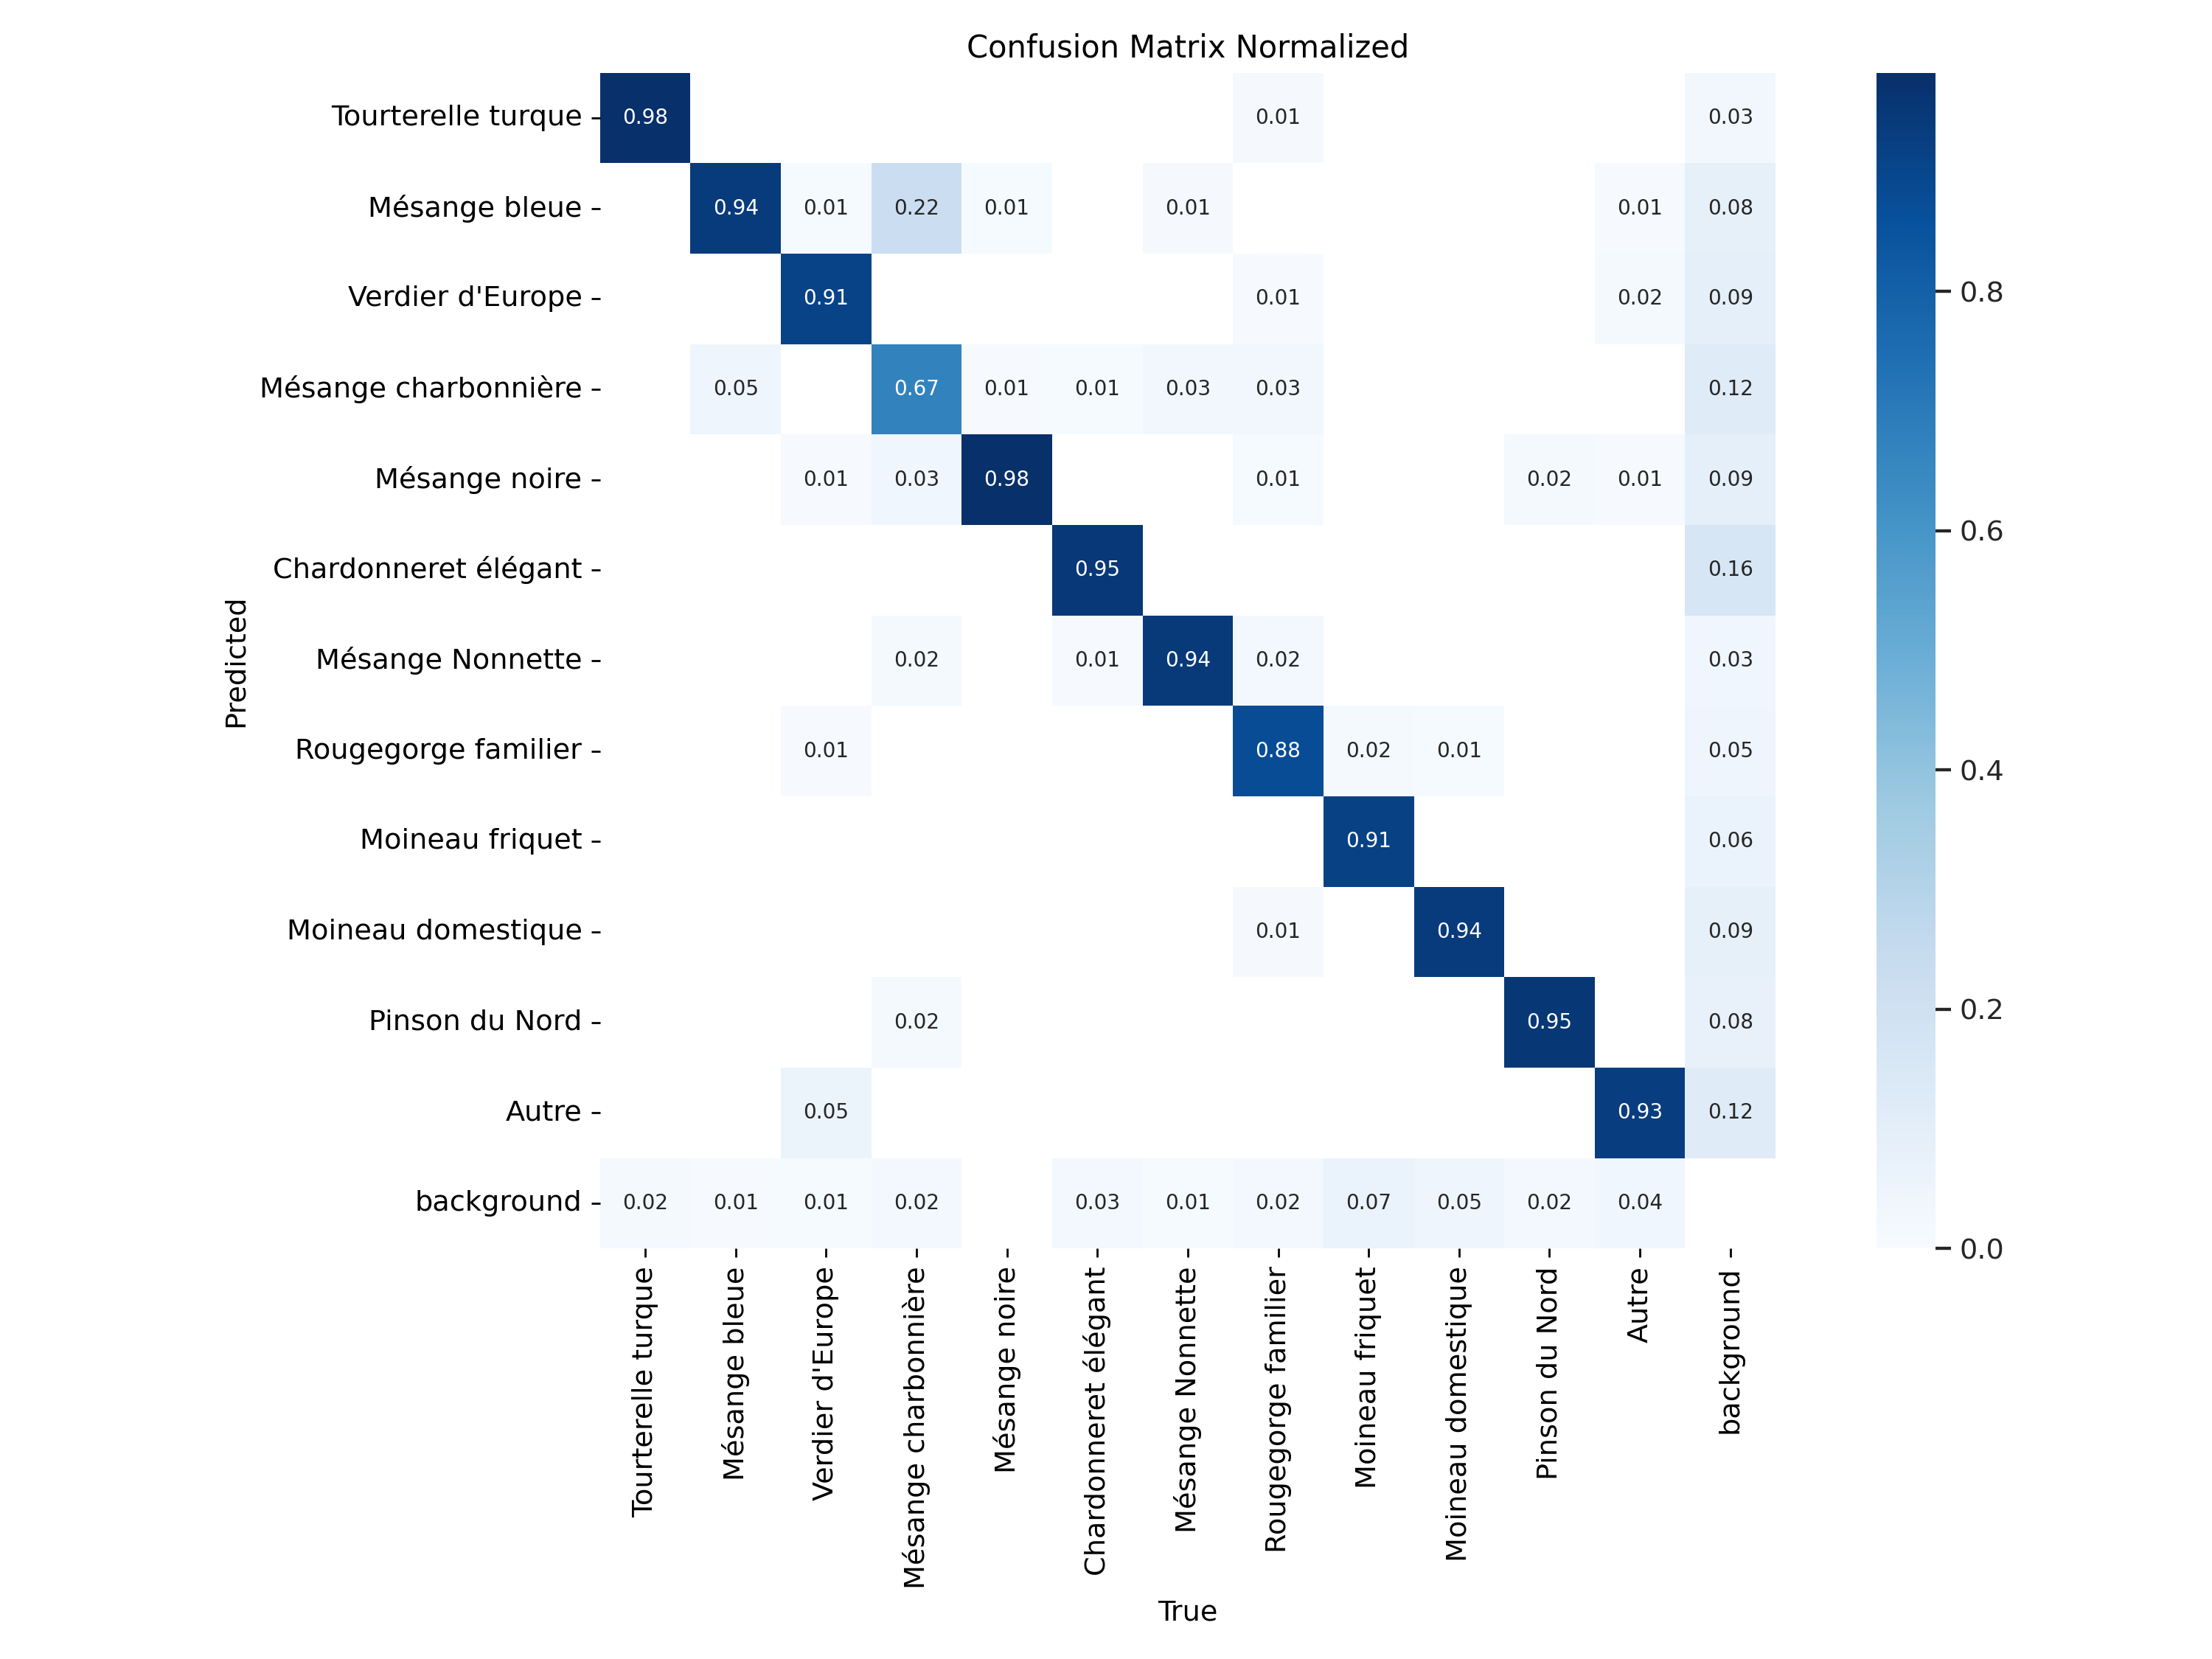 Confusion Matrix Normalized
Tourterelle turque 0.98 0.01 0.03
Mésange bleue 0.94 0.01 0.22 0.01 0.01 0.01 0.08
Verdier d'Europe 0.91 0.01 0.02 0.09
0.8
Mésange charbonnière 0.05 0.67 0.01 0.01 0.03 0.03 0.12
Mésange noire 0.01 0.03 0.98 0.01 0.02 0.01 0.09
0.6
Chardonneret élégant 0.95 0.16
Predicted
Mésange Nonnette 0.02 0.01 0.94 0.02 0.03
Rougegorge familier 0.01 0.88 0.02 0.01 0.05
0.4
Moineau friquet 0.91 0.06
Moineau domestique 0.01 0.94 0.09
0.2
Pinson du Nord 0.02 0.95 0.08
Autre 0.05 0.93 0.12
background 0.02 0.01 0.01 0.02 0.03 0.01 0.02 0.07 0.05 0.02 0.04
0.0
Tourterelle turque
Mésange bleue
Verdier d'Europe
Mésange charbonnière
Mésange noire
Chardonneret élégant
Mésange Nonnette
Rougegorge familier
Moineau friquet
Moineau domestique
Pinson du Nord
Autre
background
True